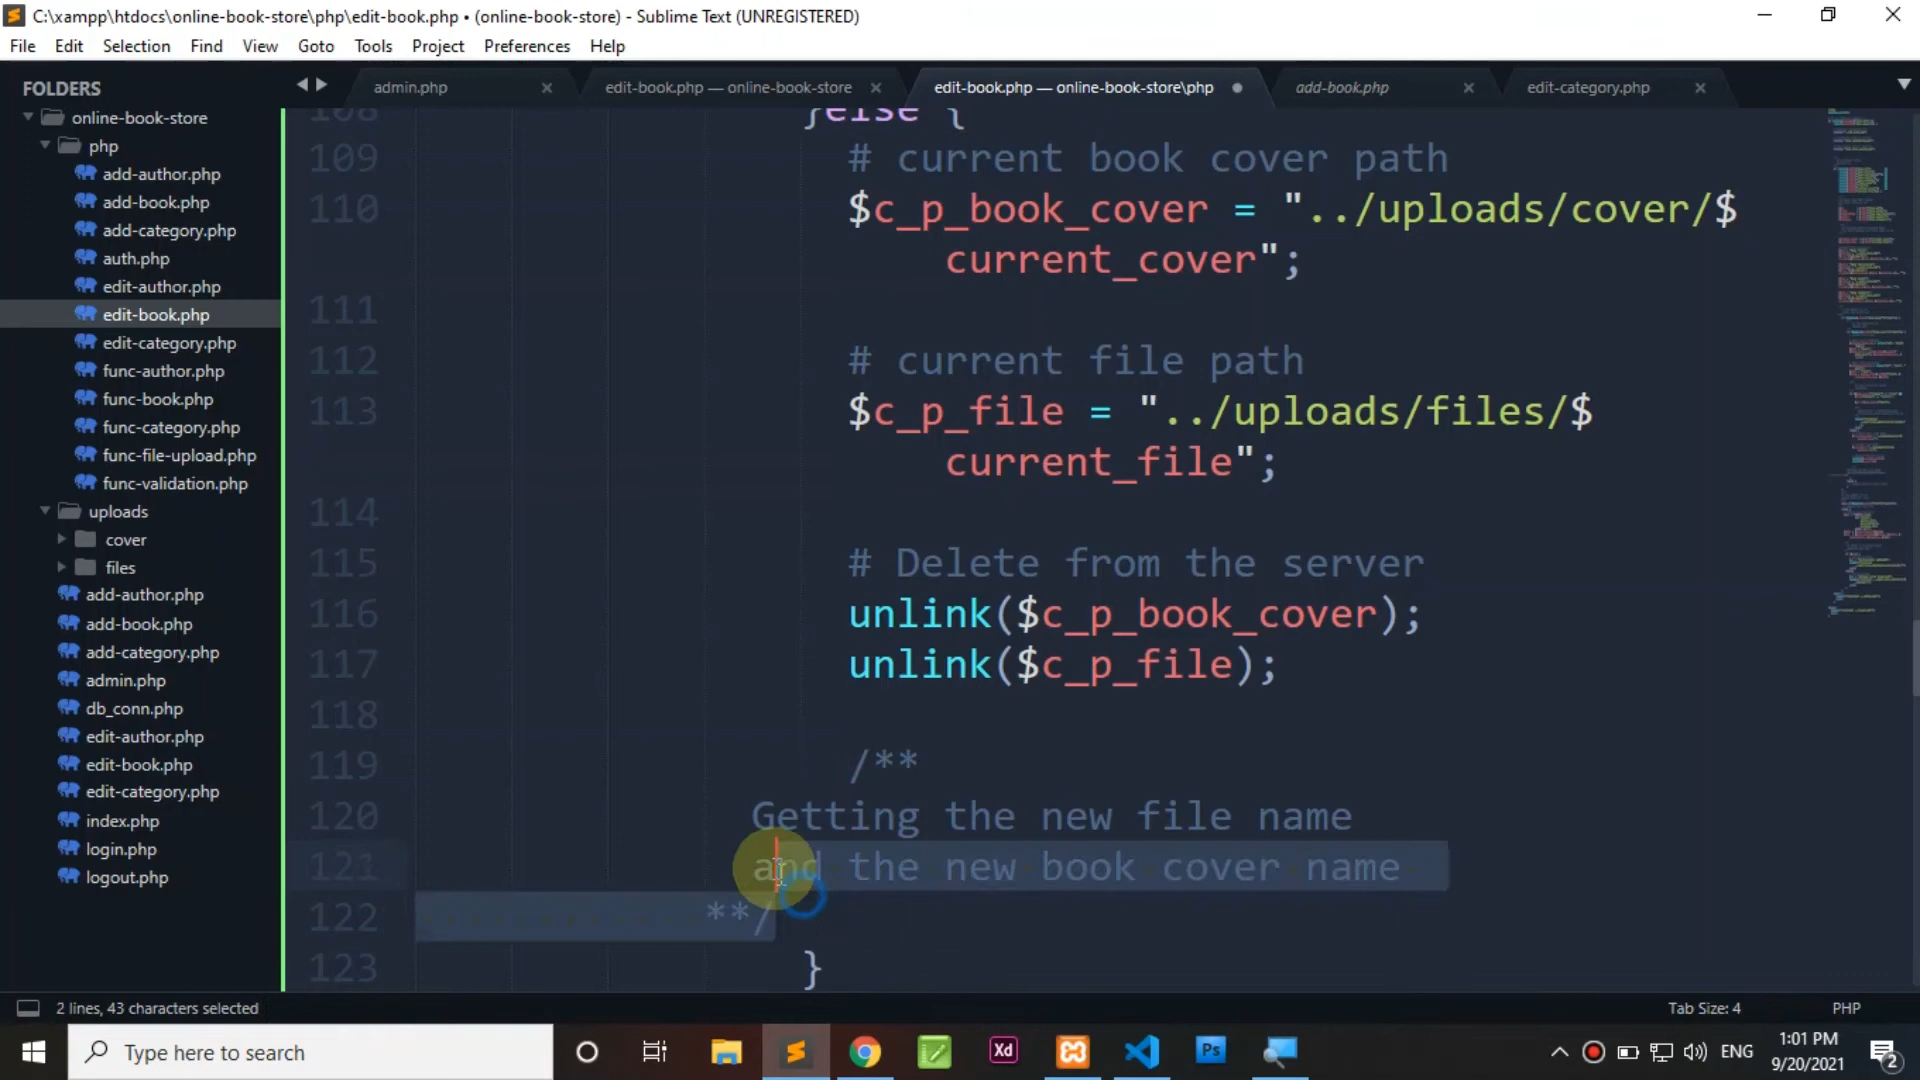 C:\xampp\htdocs\online-book-store\php\edit-book.php • (online-book-store) - Sublime Text (UNREGISTERED)
File Edit Selection Find View Goto Tools Project Preferences Help
FOLDERS
admin.php
edit-book.php — online-book-store
edit-book.php — online-book-store\php
add-book.php
edit-category.php
online-book-store
php
add-author.php
add-book.php
add-category.php
auth.php
edit-author.php
edit-book.php
edit-category.php
func-author.php
func-book.php
func-category.php
func-file-upload.php
func-validation.php
uploads
cover
files
add-author.php
add-book.php
add-category.php
admin.php
db_conn.php
edit-author.php
edit-book.php
edit-category.php
index.php
login.php
logout.php
108 }else {
109 # current book cover path
110 $c_p_book_cover = "../uploads/cover/$
current_cover";
111
112 # current file path
113 $c_p_file = "../uploads/files/$
current_file";
114
115 # Delete from the server
116 unlink($c_p_book_cover);
117 unlink($c_p_file);
118
119 /**
120 Getting the new file name
121 and the new book cover name
122 **/
123 }
2 lines, 43 characters selected
Tab Size: 4
PHP
Type here to search
Xd
Ps
ENG
1:01 PM
9/20/2021
2